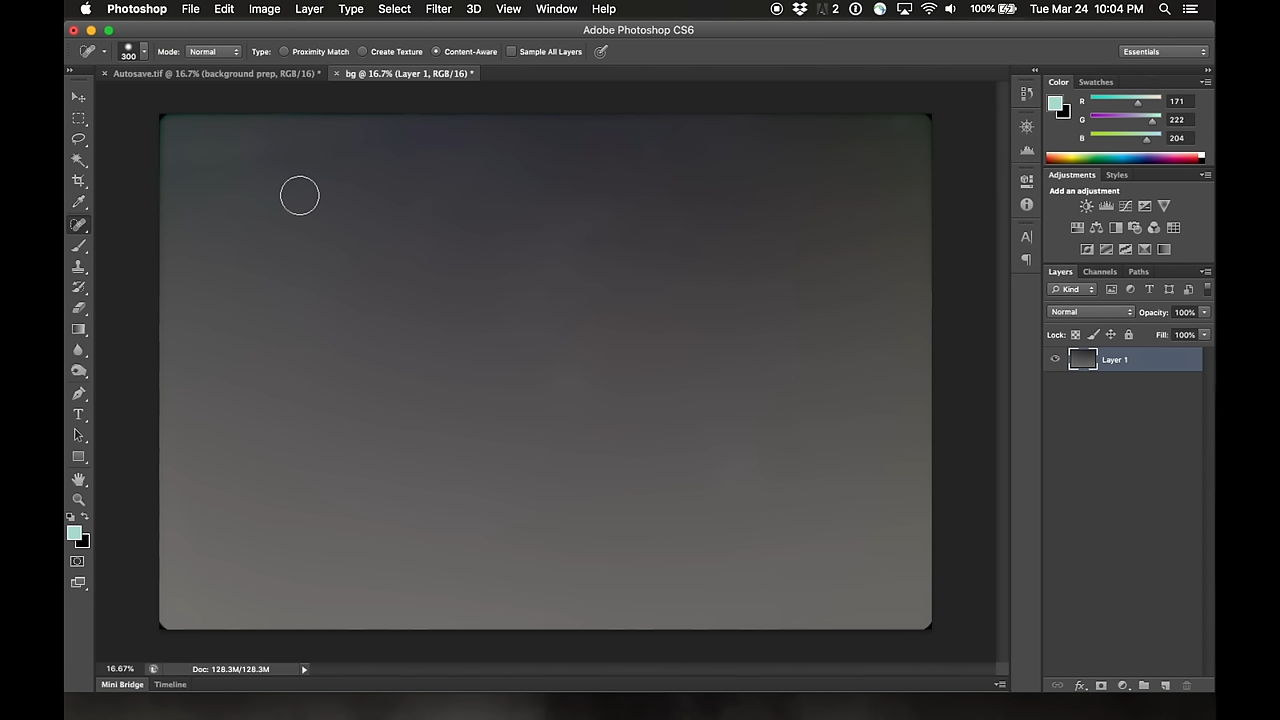 Photoshop File Edit Image Layer Type Select Filter 3D View Window Help 2 100% Tue Mar 24 10:04 PM
Adobe Photoshop CS6
300 Mode: Normal Type: Proximity Match Create Texture Content-Aware Sample All Layers Essentials
Autosave.tif @ 16.7% (background prep, RGB/16) * bg @ 16.7% (Layer 1, RGB/16) *
Color Swatches
R 171
G 222
B 204
Adjustments Styles
Add an adjustment
Layers Channels Paths
Kind
Normal Opacity: 100%
Lock: Fill: 100%
Layer 1
16.67% Doc: 128.3M/128.3M
Mini Bridge Timeline